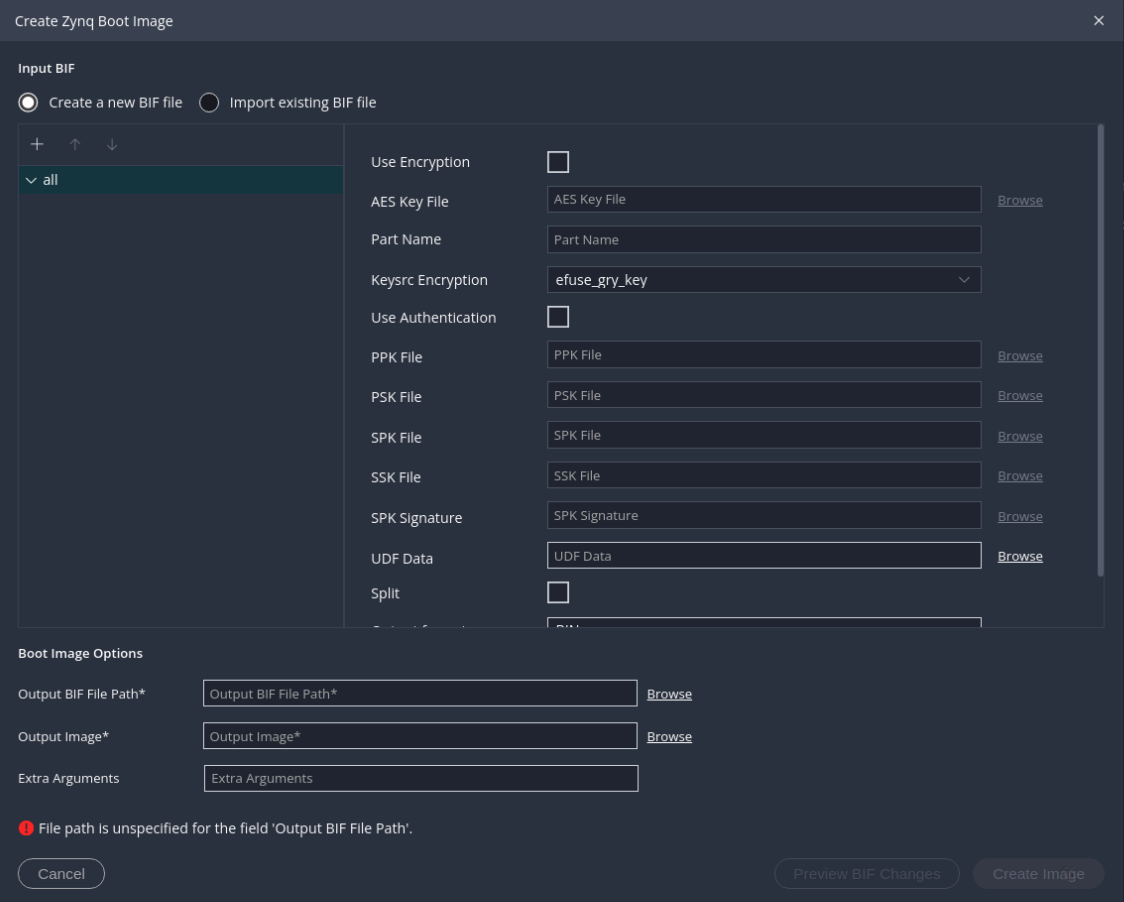 Create Zynq Boot Image
Input BIF
Create a new BIF file Import existing BIF file
all
Use Encryption
AES Key File AES Key File Browse
Part Name Part Name
Keysrc Encryption efuse_gry_key
Use Authentication
PPK File PPK File Browse
PSK File PSK File Browse
SPK File SPK File Browse
SSK File SSK File Browse
SPK Signature SPK Signature Browse
UDF Data UDF Data Browse
Split
Boot Image Options
Output BIF File Path* Output BIF File Path* Browse
Output Image* Output Image* Browse
Extra Arguments Extra Arguments
File path is unspecified for the field 'Output BIF File Path'.
Cancel Preview BIF Changes Create Image